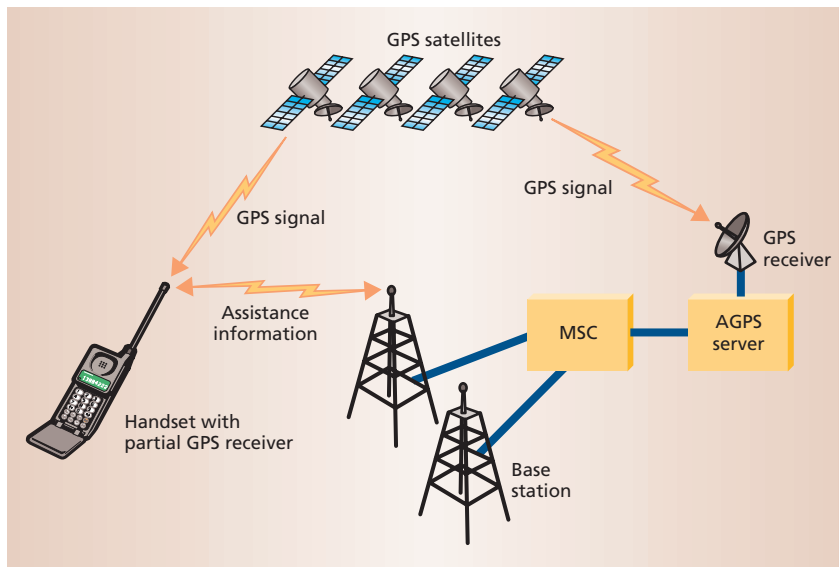 GPS satellites
GPS signal
GPS signal
GPS
receiver
Assistance
information
MSC
AGPS
server
Handset with
partial GPS receiver
Base
station